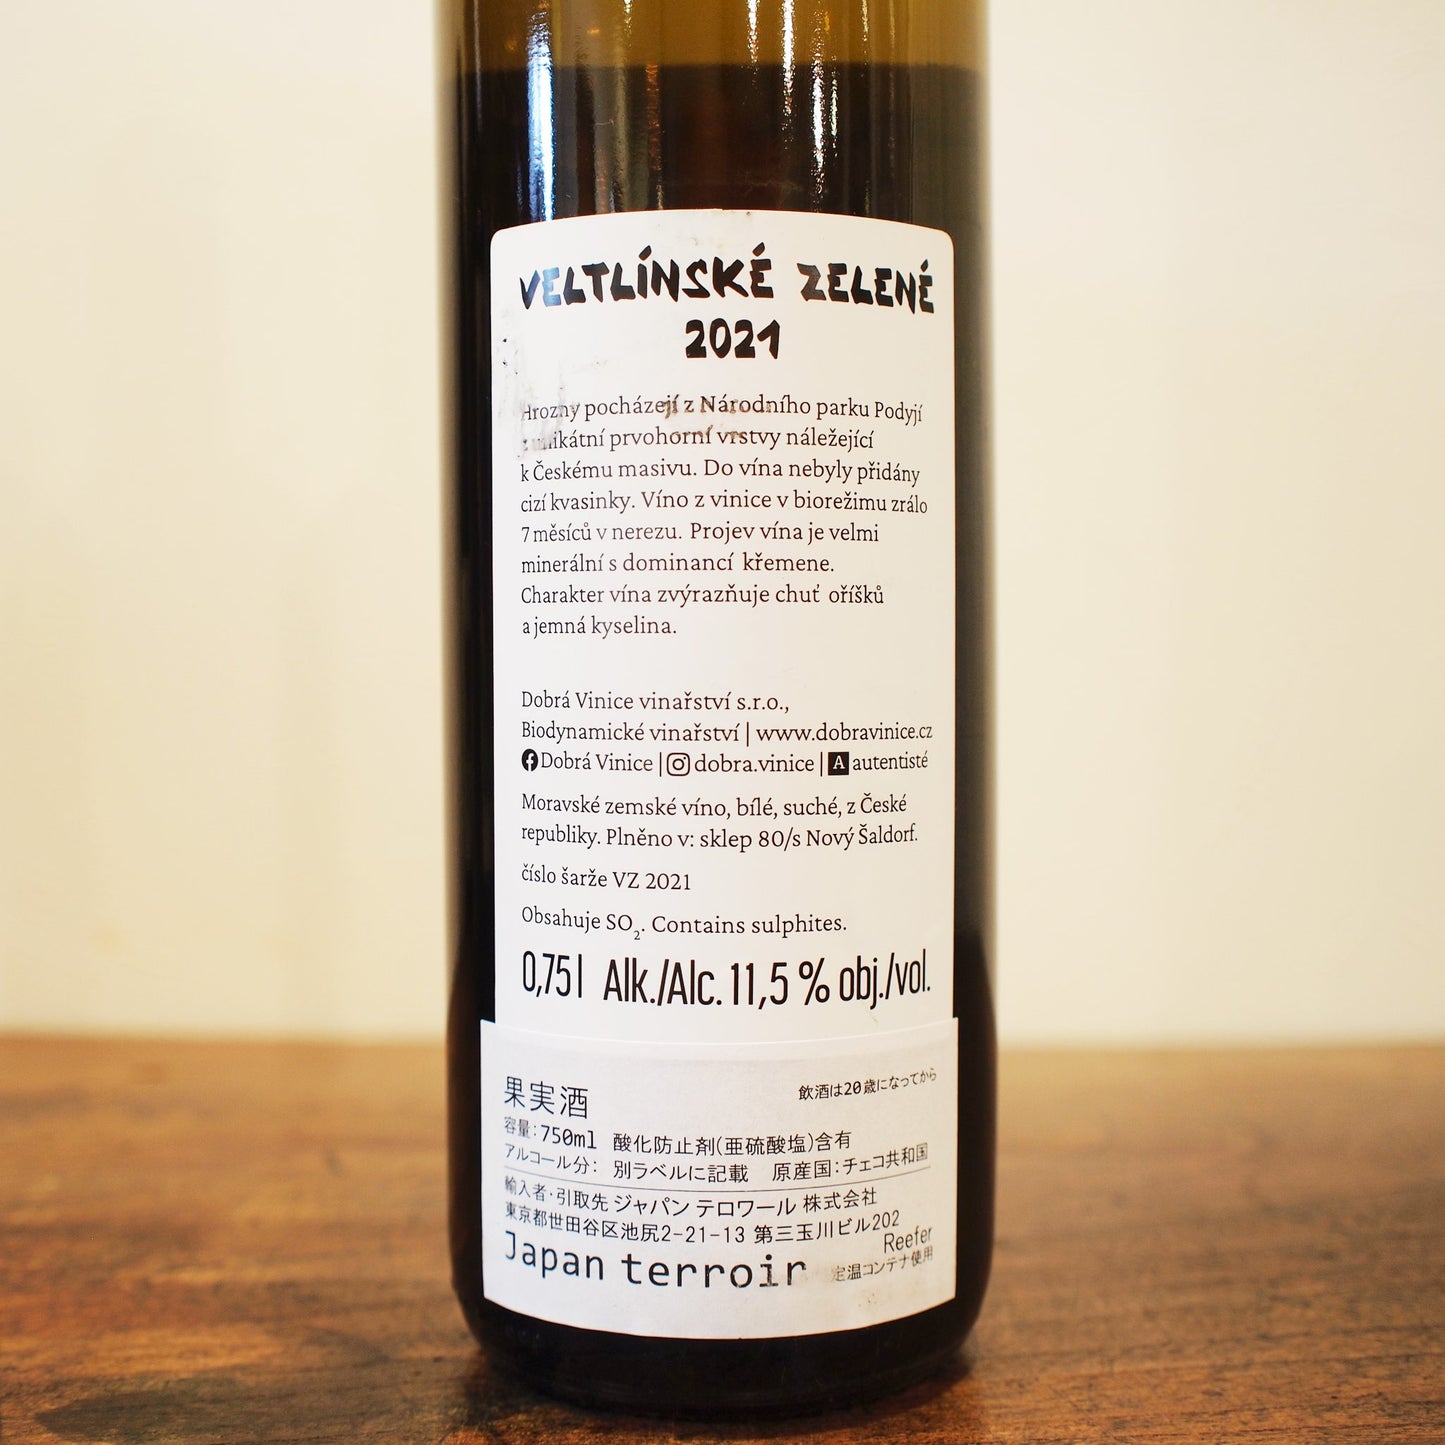 VELTLÍNSKÉ ZELENÉ
2021
Hrozny pocházejí z Národního parku Podyjí
z unikátní prvohorní vrstvy náležející
k Českému masivu. Do vína nebyly přidány
cizí kvasinky. Víno z vinice v biorežimu zrálo
7 měsíců v nerezu. Projev vína je velmi
minerální s dominancí křemene.
Charakter vína zvýrazňuje chuť oříšků
a jemná kyselina.
Dobrá Vinice vinařství s.r.o.,
Biodynamické vinařství | www.dobravinice.cz
Dobrá Vinice | dobra.vinice | A autentisté
Moravské zemské víno, bílé, suché, z České
republiky. Plněno v: sklep 80/s Nový Šaldorf.
číslo šarže VZ 2021
Obsahuje SO₂. Contains sulphites.
0,75l Alk./Alc. 11,5 % obj./vol.
果実酒 飲酒は20歳になってから
容量:750ml 酸化防止剤(亜硫酸塩)含有
アルコール分: 別ラベルに記載 原産国:チェコ共和国
輸入者・引取先 ジャパン テロワール 株式会社
東京都世田谷区池尻2-21-13 第三玉川ビル202
Japan terroir Reefer
定温コンテナ使用